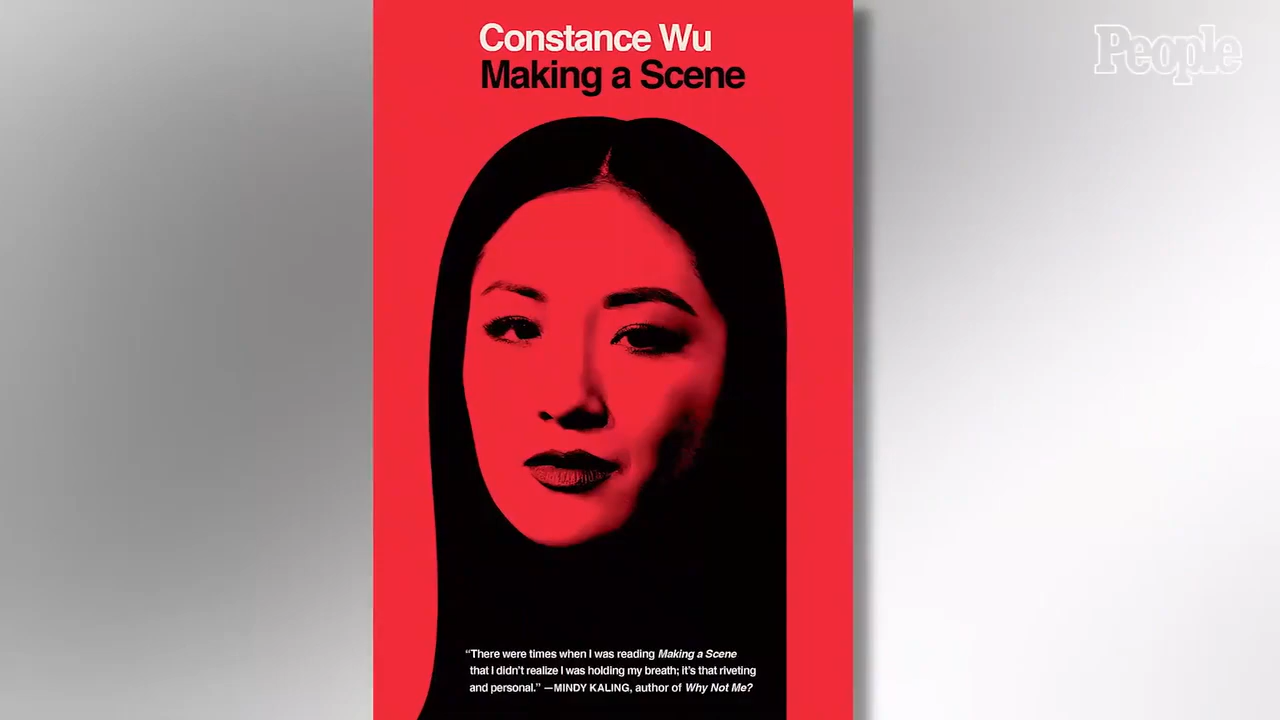 Constance Wu
Making a Scene
People
“There were times when I was reading Making a Scene
that I didn’t realize I was holding my breath; it’s that riveting
and personal.” —MINDY KALING, author of Why Not Me?